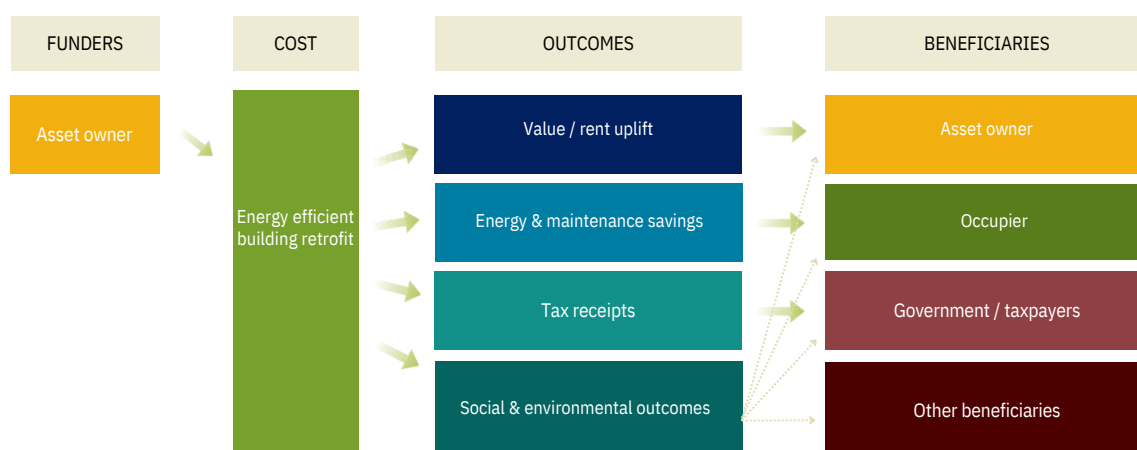 FUNDERS
COST
OUTCOMES
BENEFICIARIES
Asset owner
Energy efficient
building retrofit
Value / rent uplift
Energy & maintenance savings
Tax receipts
Social & environmental outcomes
Asset owner
Occupier
Government / taxpayers
Other beneficiaries